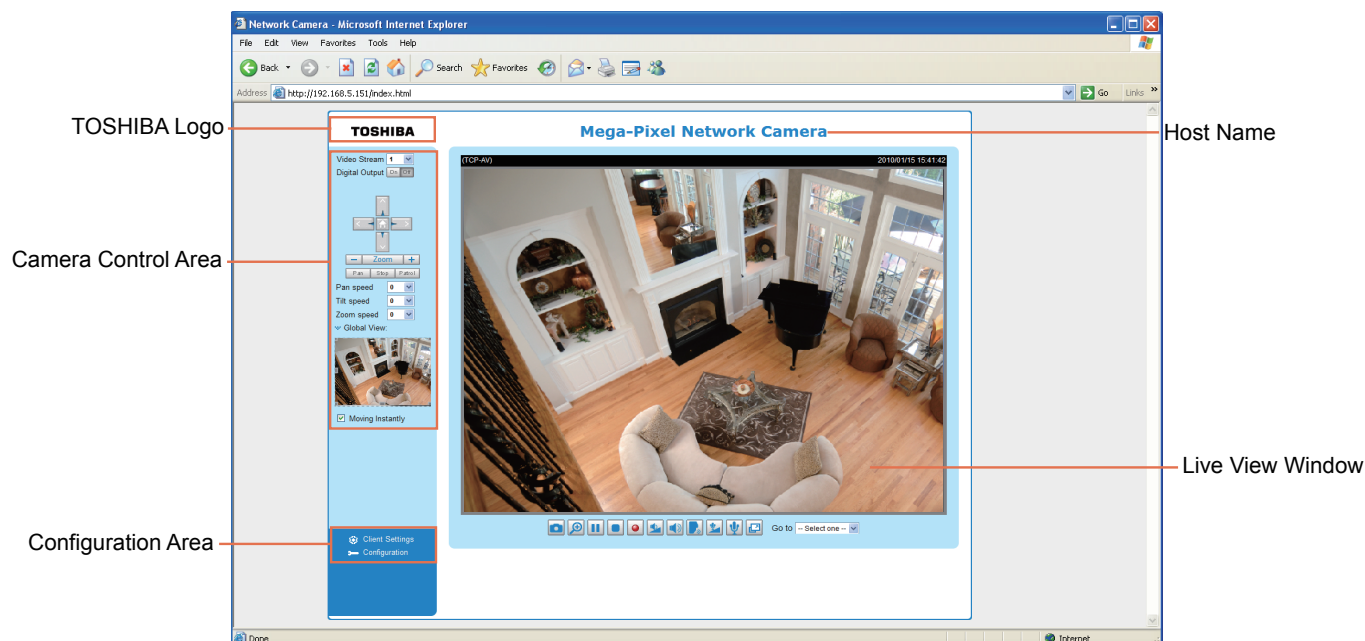 Network Camera - Microsoft Internet Explorer
File Edit View Favorites Tools Help
Back Search Favorites
Address http://192.168.5.151/index.html Go Links »
TOSHIBA Logo
TOSHIBA
Mega-Pixel Network Camera
Host Name
Video Stream 1
(TCP-AV) 2010/01/15 15:41:42
Digital Output On Off
Camera Control Area
− Zoom +
Pan Stop Patrol
Pan speed 0
Tilt speed 0
Zoom speed 0
Global View:
Moving Instantly
Live View Window
Go to -- Select one --
Configuration Area
Client Settings
Configuration
Done Internet